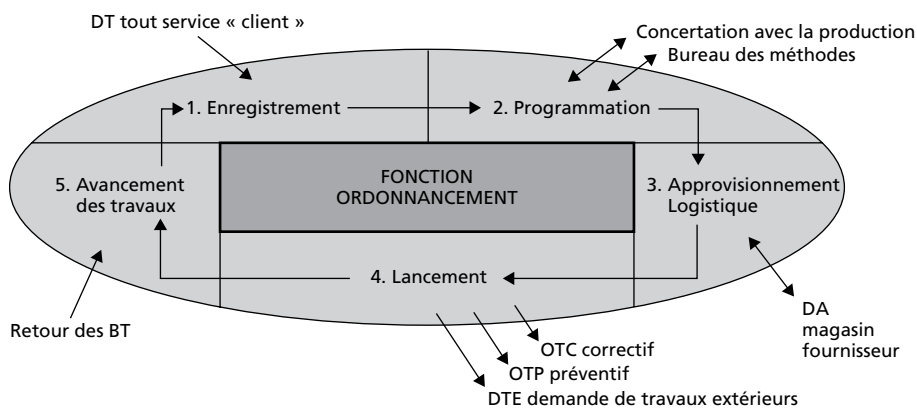 DT tout service « client »
Concertation avec la production
Bureau des méthodes
1. Enregistrement
2. Programmation
5. Avancement
des travaux
FONCTION
ORDONNANCEMENT
3. Approvisionnement
Logistique
4. Lancement
Retour des BT
DA
magasin
fournisseur
OTC correctif
OTP préventif
DTE demande de travaux extérieurs